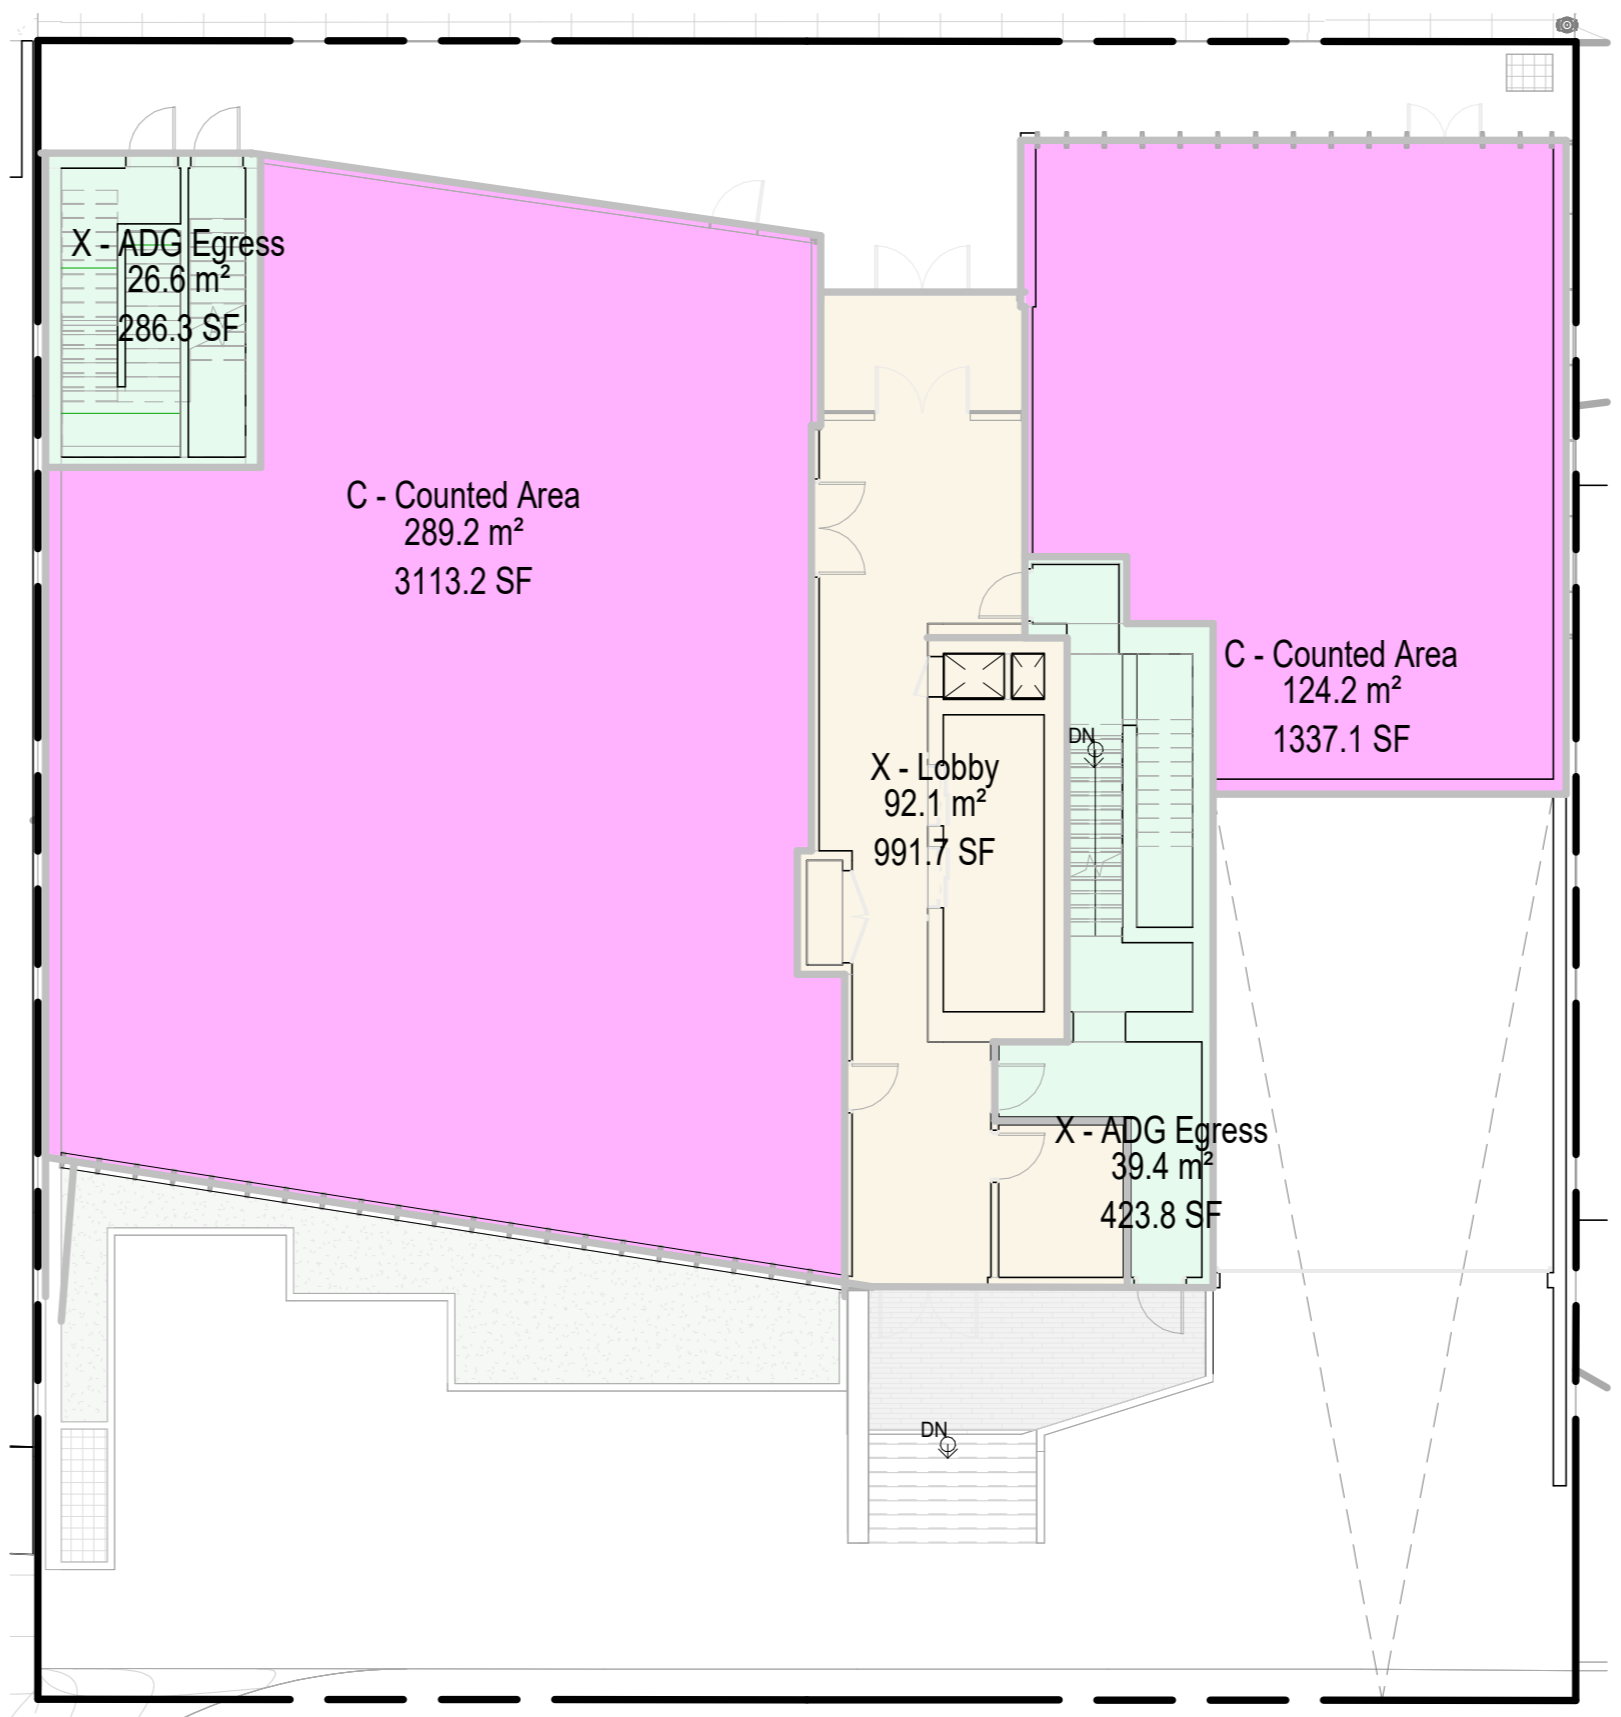 X - ADG Egress
26.6 m²
286.3 SF
C - Counted Area
289.2 m²
3113.2 SF
C - Counted Area
124.2 m²
1337.1 SF
DN
X - Lobby
92.1 m²
991.7 SF
X - ADG Egress
39.4 m²
423.8 SF
DN